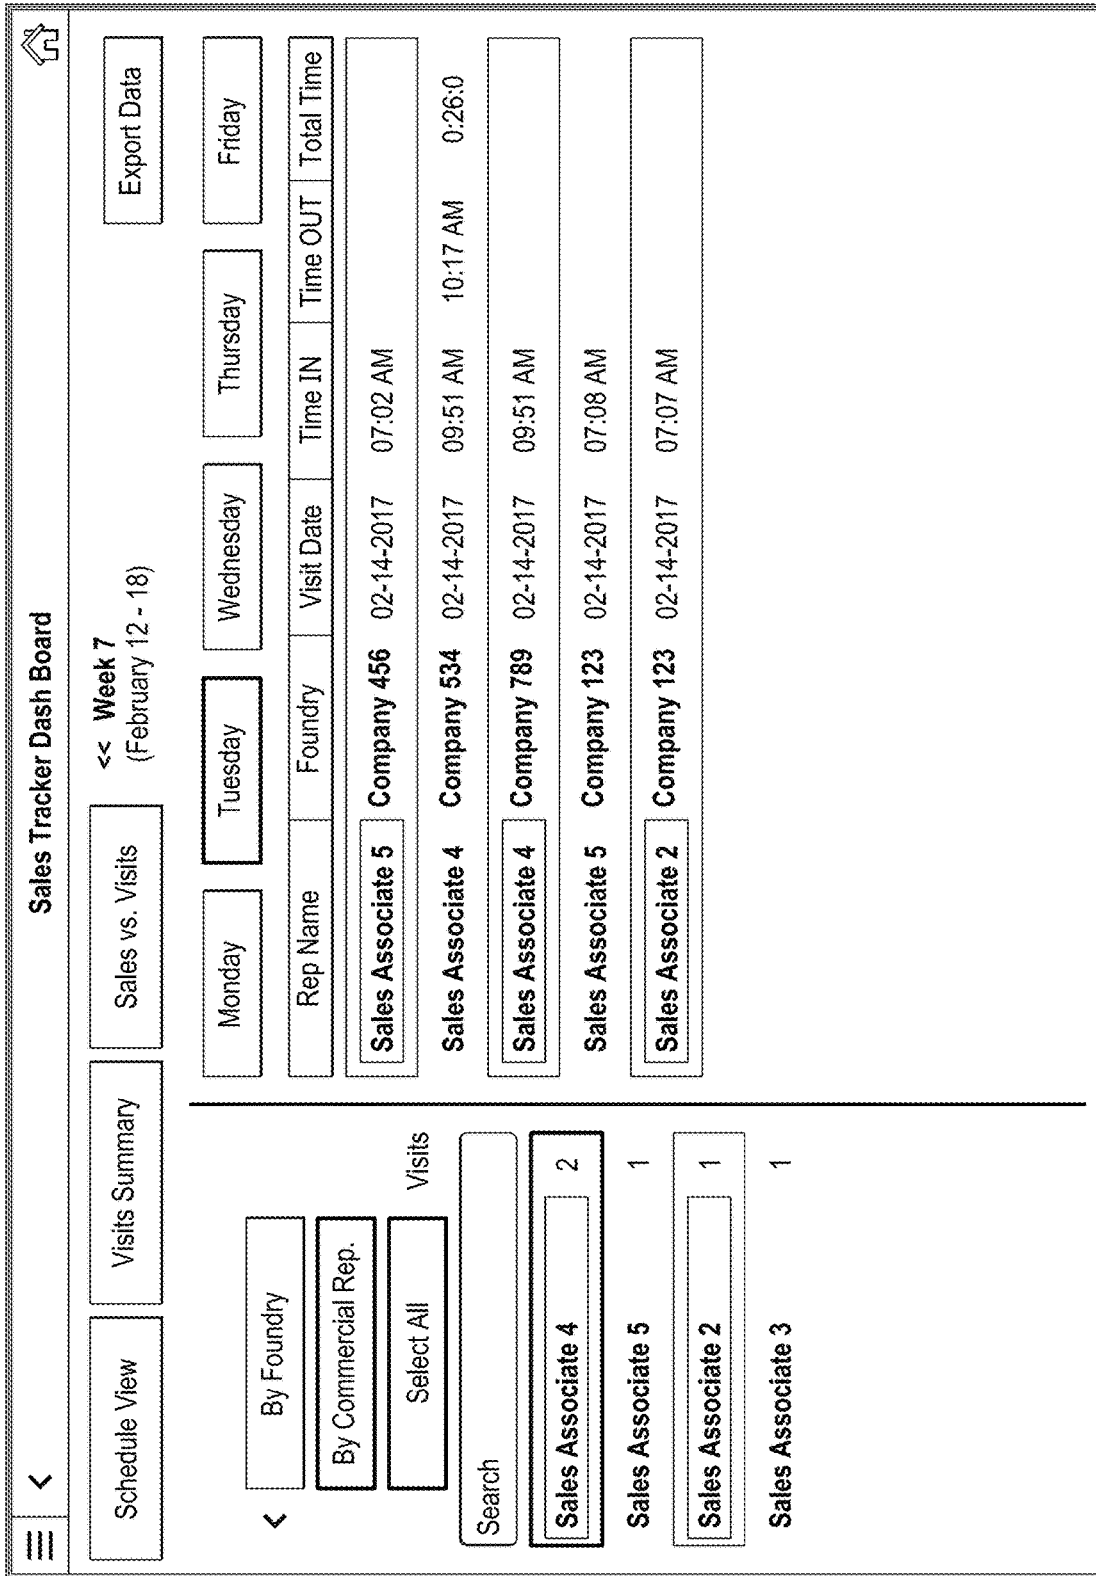 Sales Tracker Dash Board
Schedule View Visits Summary Sales vs. Visits << Week 7 Export Data
(February 12 - 18)
By Foundry
By Commercial Rep.
Select All Visits
Search
Sales Associate 4 2
Sales Associate 5 1
Sales Associate 2 1
Sales Associate 3 1
Monday Tuesday Wednesday Thursday Friday
Rep Name Foundry Visit Date Time IN Time OUT Total Time
Sales Associate 5 Company 456 02-14-2017 07:02 AM
Sales Associate 4 Company 534 02-14-2017 09:51 AM 10:17 AM 0:26:0
Sales Associate 4 Company 789 02-14-2017 09:51 AM
Sales Associate 5 Company 123 02-14-2017 07:08 AM
Sales Associate 2 Company 123 02-14-2017 07:07 AM